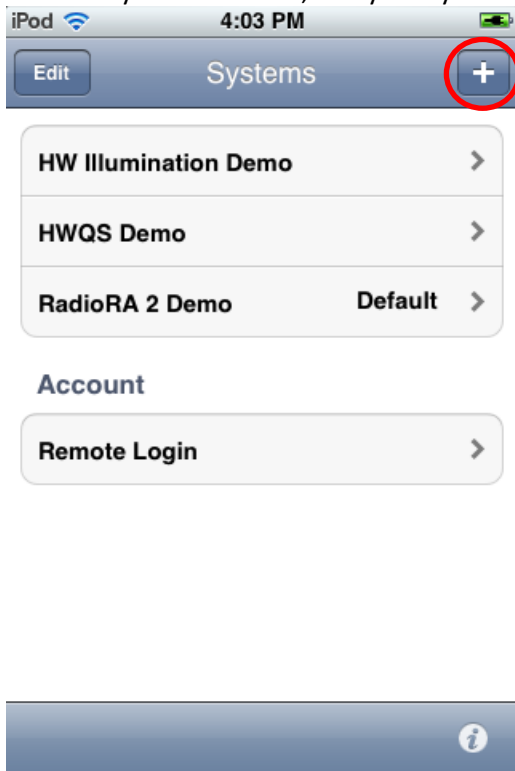 iPod 4:03 PM
Edit Systems +
HW Illumination Demo
HWQS Demo
RadioRA 2 Demo Default
Account
Remote Login
i